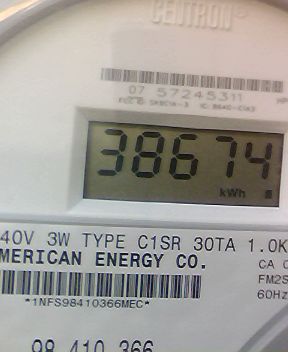 CENTRON
07 57245311
38674
kWh
40V 3W TYPE C1SR 30TA 1.0K
MERICAN ENERGY CO.
CA 0
FM2S
60Hz
*1NFS98410366MEC*
98 410 366